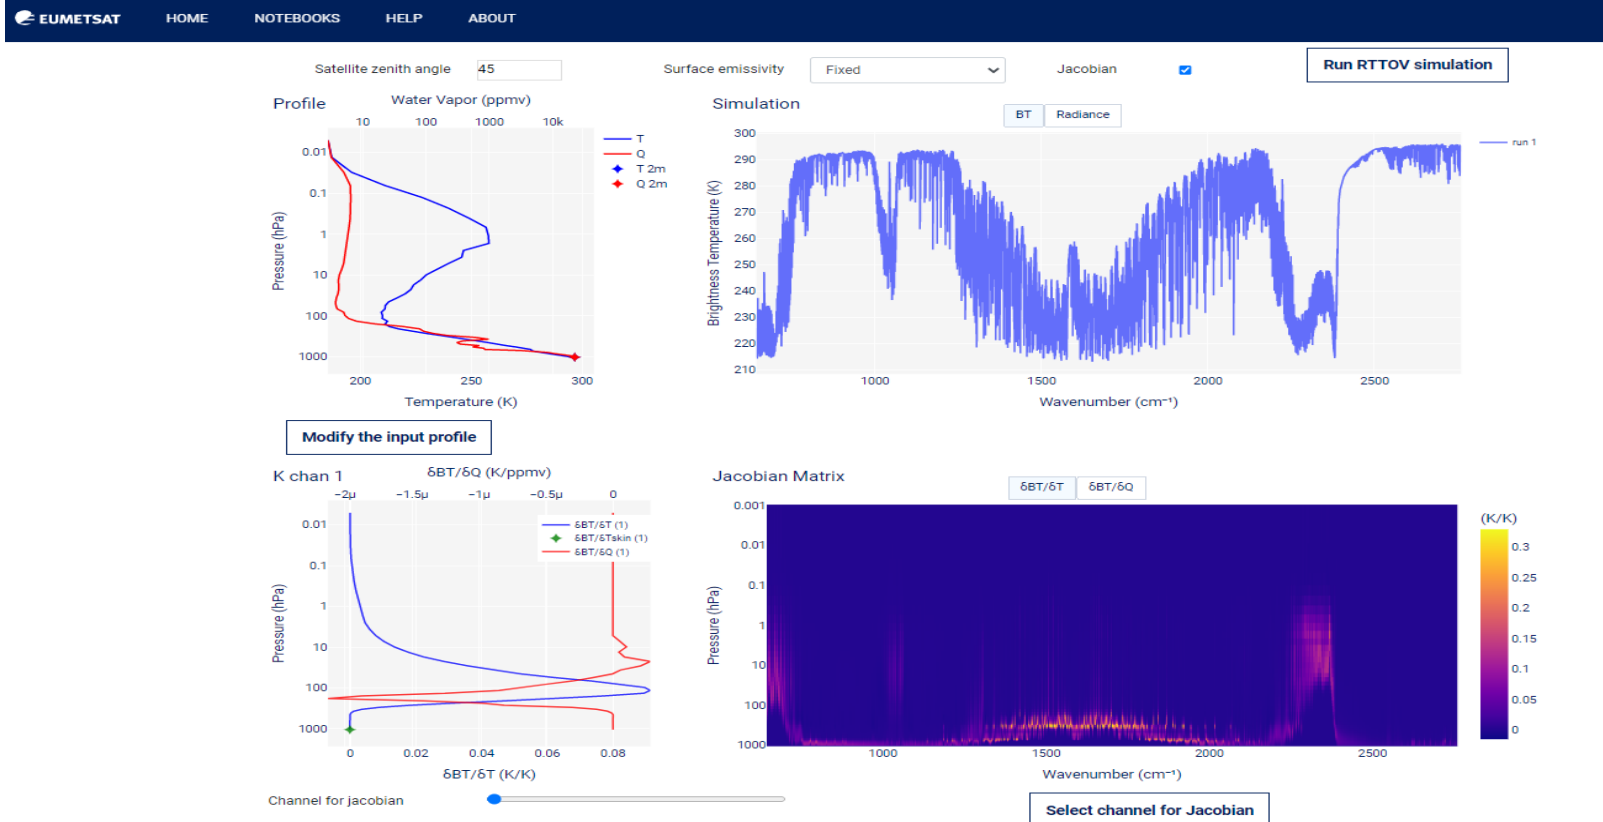 EUMETSAT HOME NOTEBOOKS HELP ABOUT
Satellite zenith angle 45 Surface emissivity Fixed Jacobian Run RTTOV simulation
Profile Water Vapor (ppmv)
10 100 1000 10k
T
Q
T 2m
Q 2m
0.01
0.1
1
10
100
1000
Pressure (hPa)
200 250 300
Temperature (K)
Simulation
BT Radiance
300
290
280
270
260
250
240
230
220
210
Brightness Temperature (K)
run 1
1000 1500 2000 2500
Wavenumber (cm⁻¹)
Modify the input profile
K chan 1 δBT/δQ (K/ppmv)
−2μ −1.5μ −1μ −0.5μ 0
δBT/δT (1)
δBT/δTskin (1)
δBT/δQ (1)
0.01
0.1
1
10
100
1000
Pressure (hPa)
0 0.02 0.04 0.06 0.08
δBT/δT (K/K)
Jacobian Matrix
δBT/δT δBT/δQ
0.001
0.01
0.1
1
10
100
1000
Pressure (hPa)
1000 1500 2000 2500
Wavenumber (cm⁻¹)
(K/K)
0.3
0.25
0.2
0.15
0.1
0.05
0
Channel for jacobian
Select channel for Jacobian